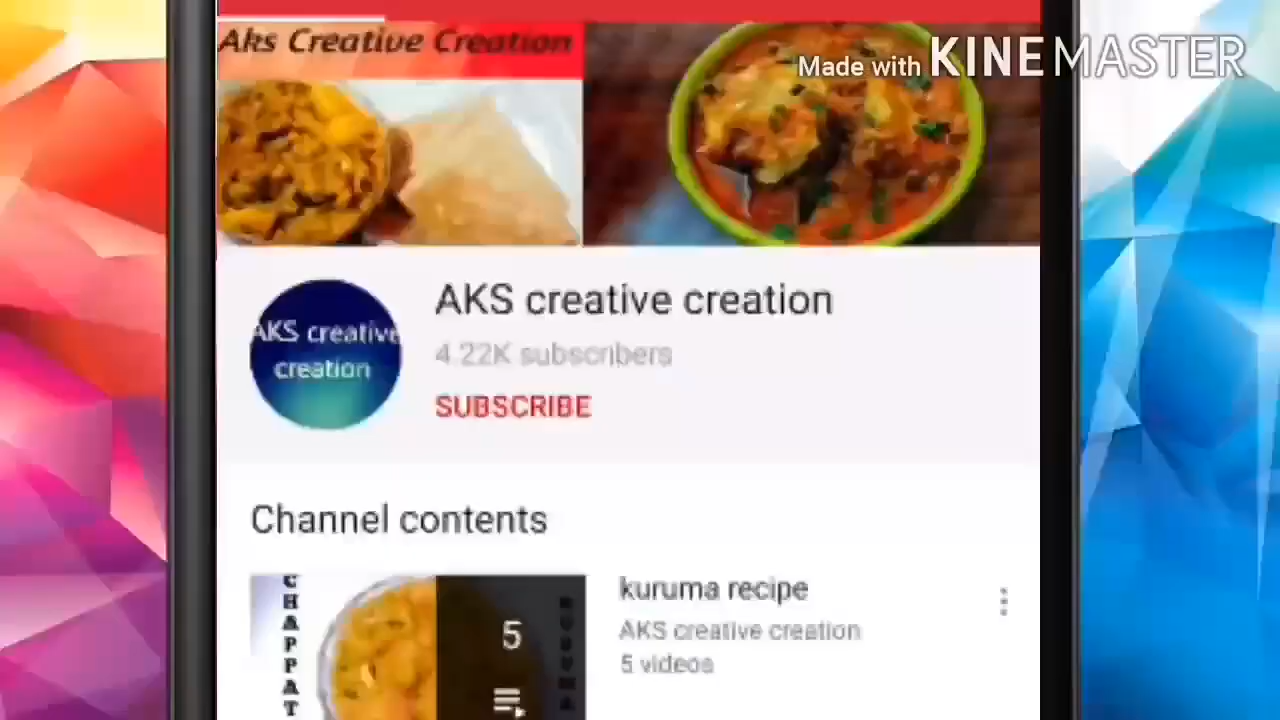 Aks Creative Creation
Made with KINEMASTER
AKS creative creation
AKS creative
creation
4.22K subscribers
SUBSCRIBE
Channel contents
CHAPPAT
5
KURUMA
kuruma recipe
AKS creative creation
5 videos